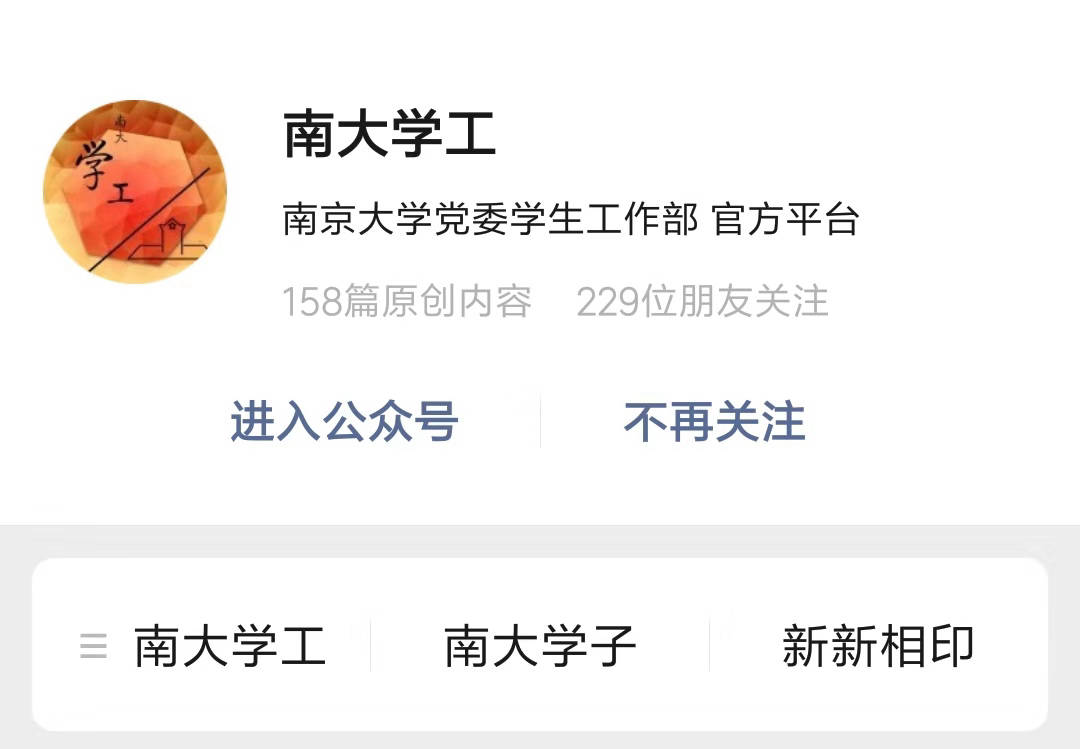 南大
学工
南大学工
南京大学党委学生工作部 官方平台
158篇原创内容 229位朋友关注
进入公众号 不再关注
南大学工 南大学子 新新相印